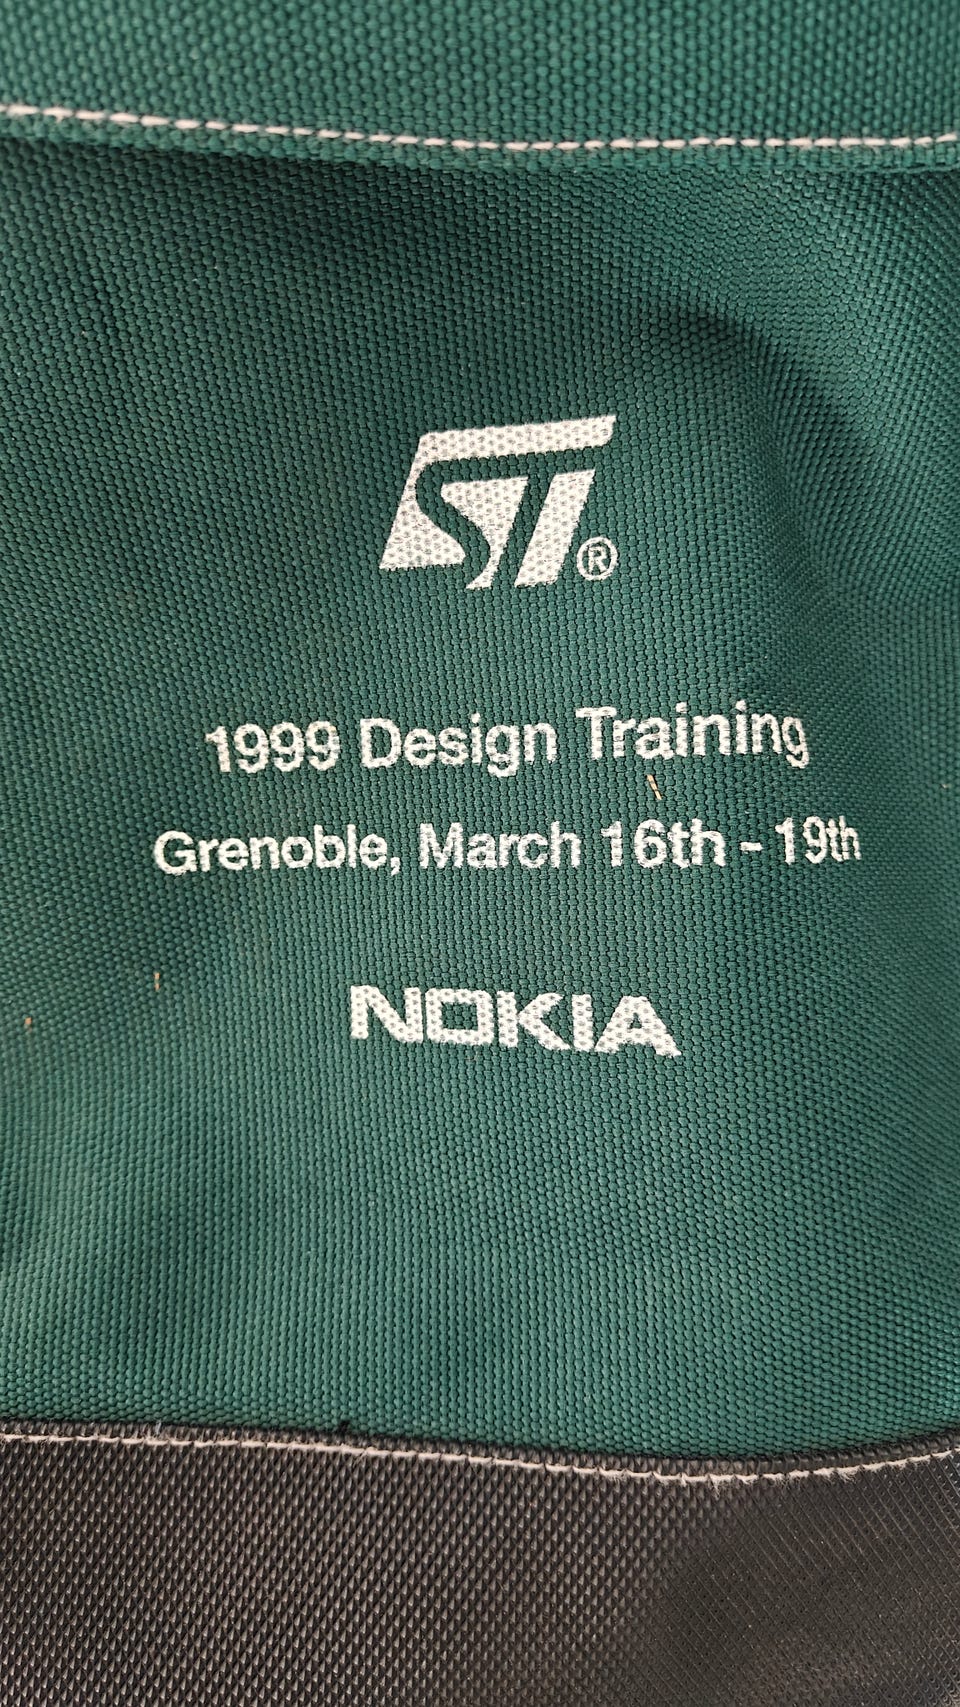 ST®
1999 Design Training
Grenoble, March 16th - 19th
NOKIA